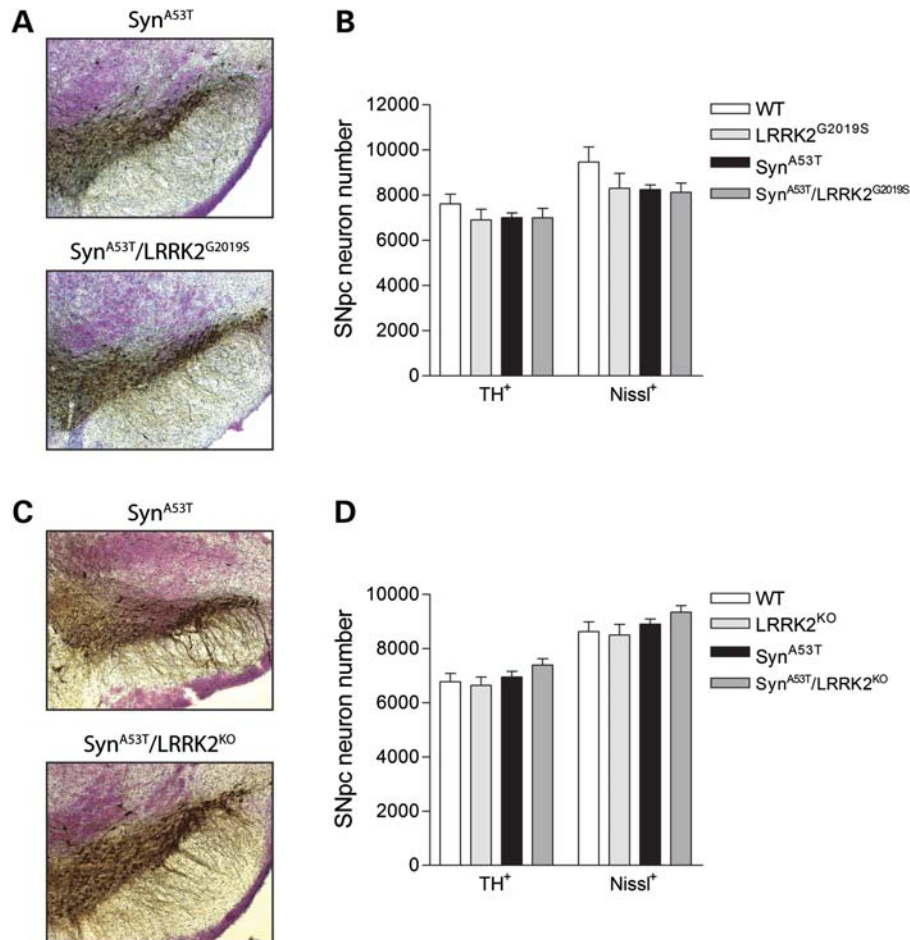 A
Syn^A53T
Syn^A53T/LRRK2^G2019S
B
12000
10000
8000
6000
4000
2000
0
SNpc neuron number
TH⁺
Nissl⁺
WT
LRRK2^G2019S
Syn^A53T
Syn^A53T/LRRK2^G2019S
C
Syn^A53T
Syn^A53T/LRRK2^KO
D
12000
10000
8000
6000
4000
2000
0
SNpc neuron number
TH⁺
Nissl⁺
WT
LRRK2^KO
Syn^A53T
Syn^A53T/LRRK2^KO